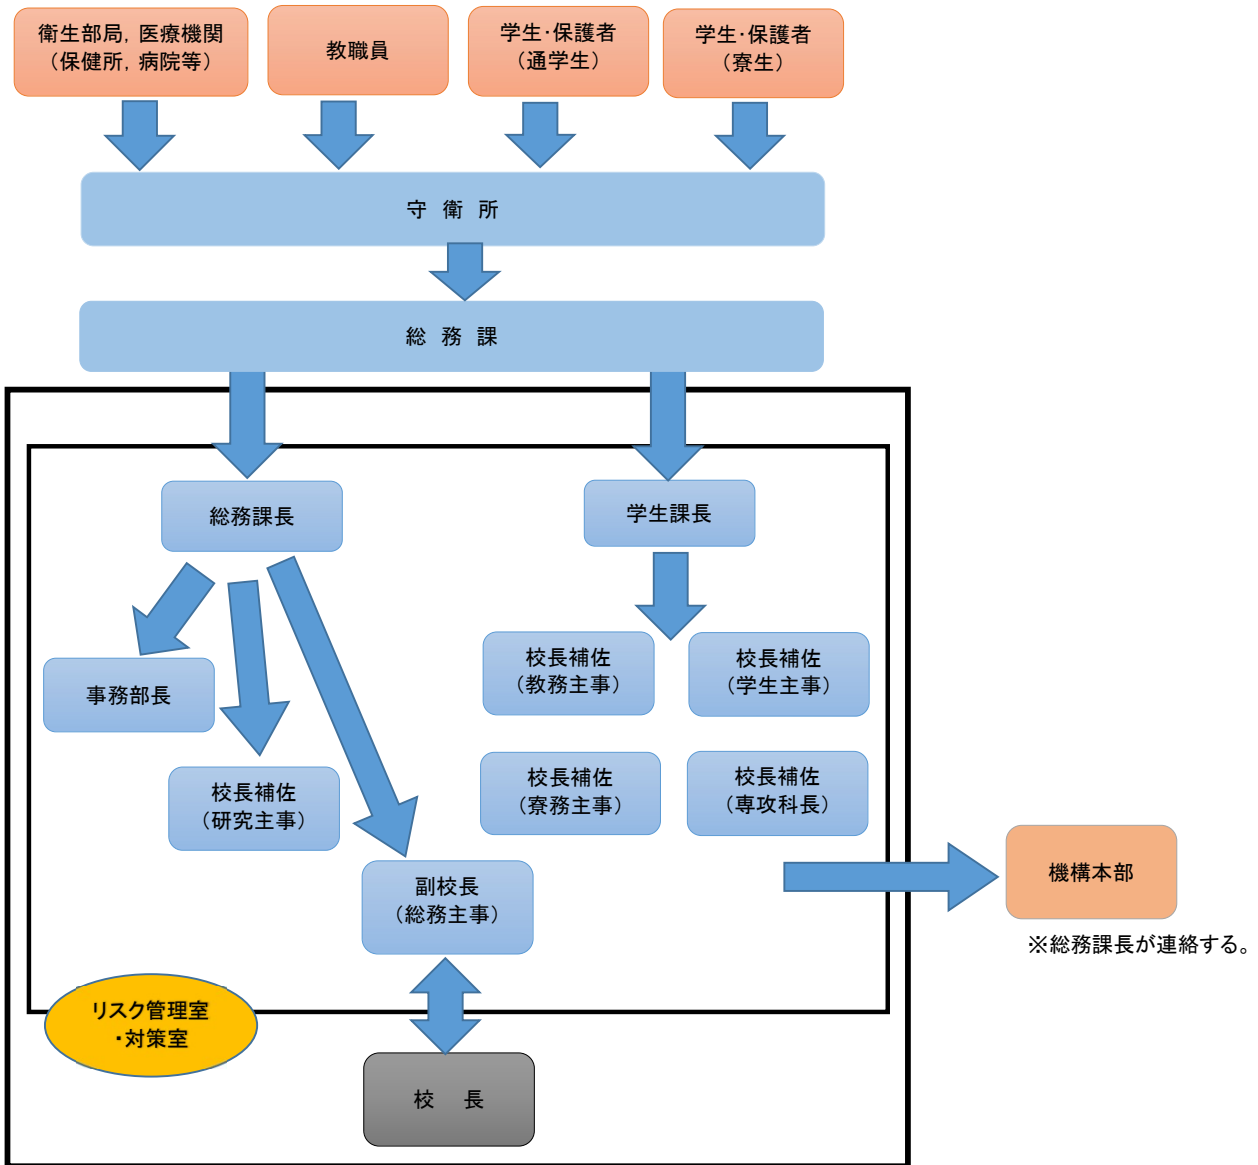 衛生部局，医療機関
（保健所，病院等）
教職員
学生・保護者
（通学生）
学生・保護者
（寮生）
守　衛　所
総　務　課
総務課長
学生課長
事務部長
校長補佐
（研究主事）
副校長
（総務主事）
校長補佐
（教務主事）
校長補佐
（学生主事）
校長補佐
（寮務主事）
校長補佐
（専攻科長）
機構本部
※総務課長が連絡する。
リスク管理室
・対策室
校　長